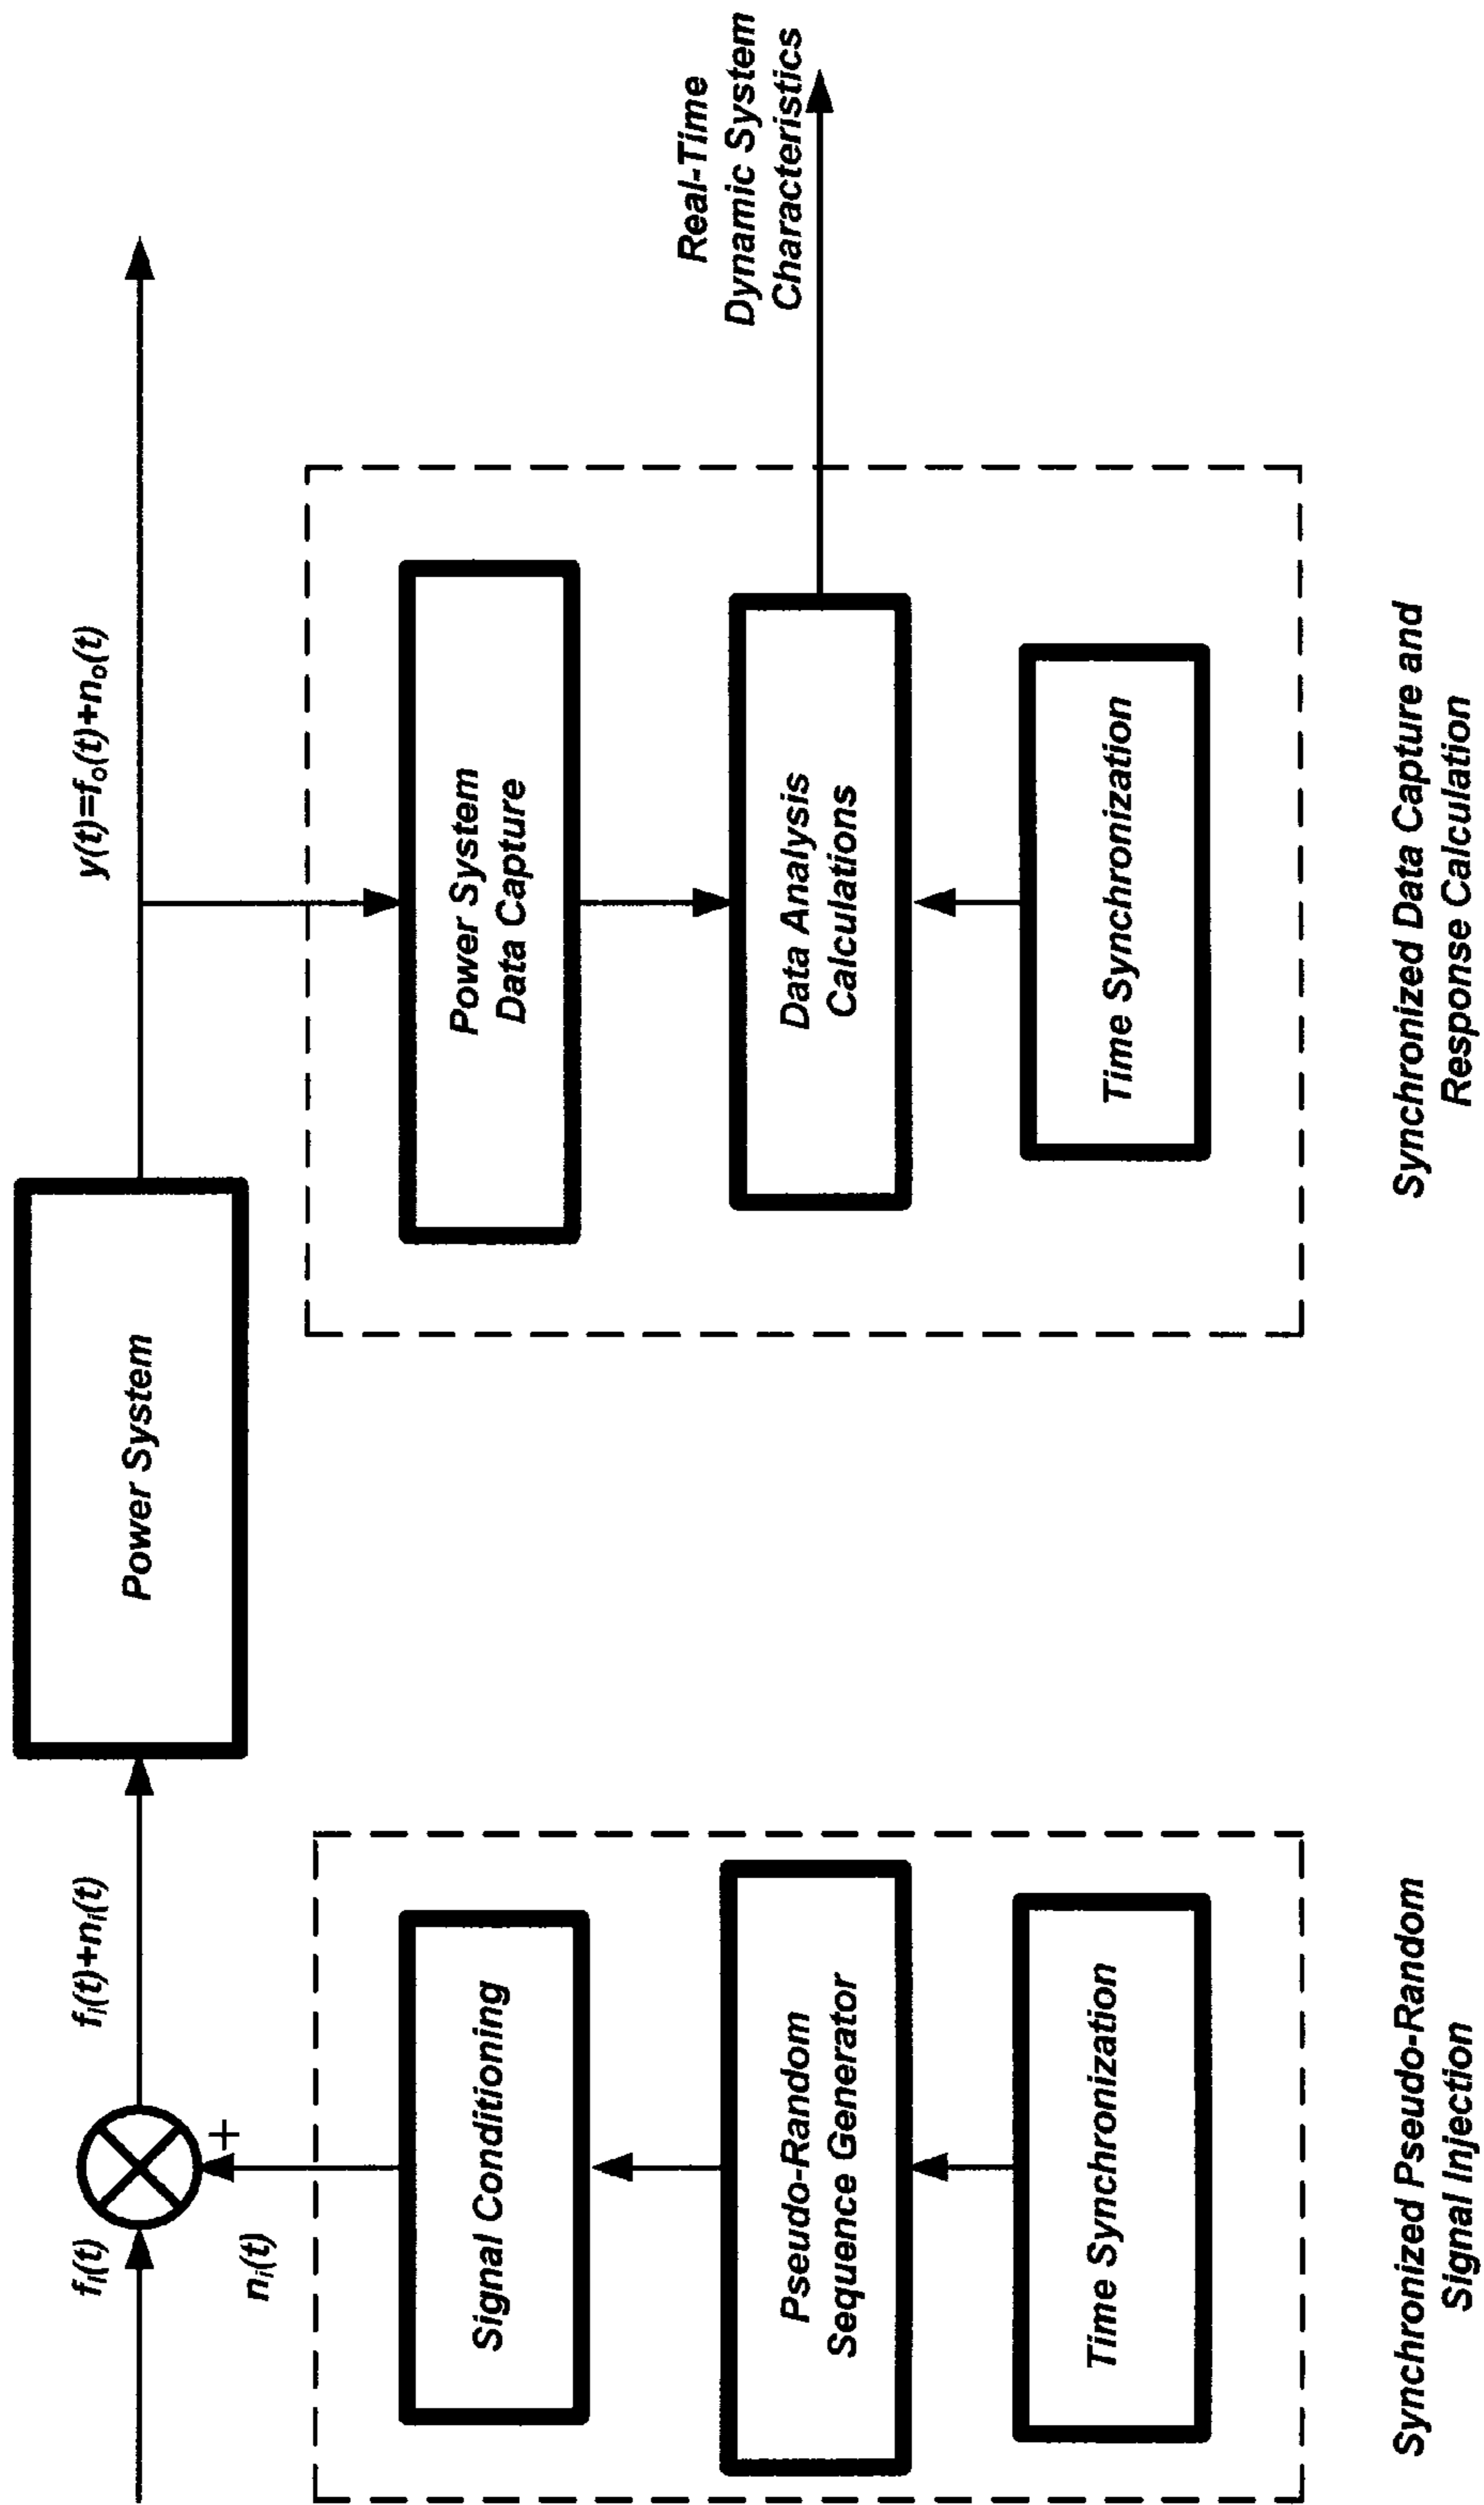 fᵢ(t)
fᵢ(t)+nᵢ(t)
Power System
y(t)=fₒ(t)+nₒ(t)
nᵢ(t)
+
Signal Conditioning
Pseudo-Random
Sequence Generator
Time Synchronization
Synchronized Pseudo-Random
Signal Injection
Power System
Data Capture
Data Analysis
Calculations
Time Synchronization
Real-Time
Dynamic System
Characteristics
Synchronized Data Capture and
Response Calculation